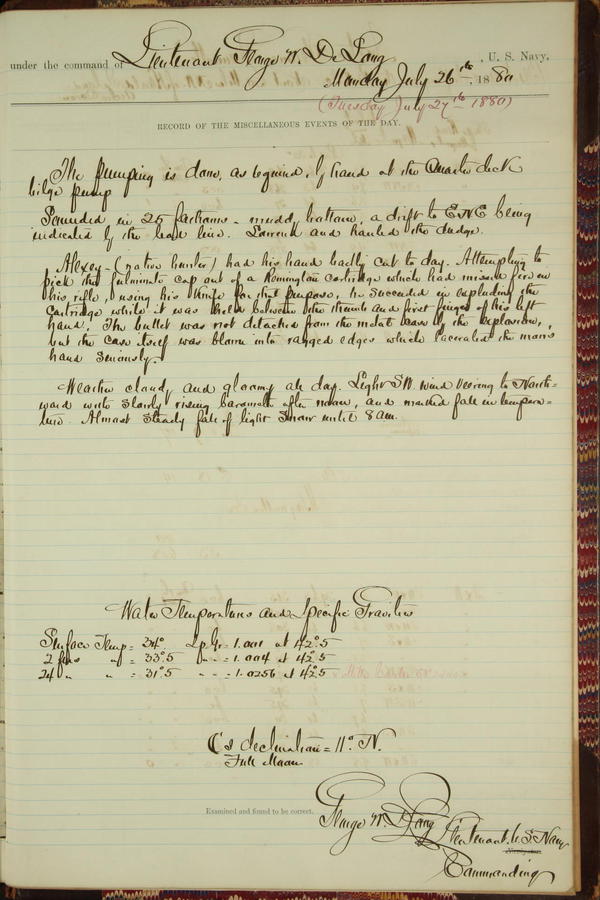 under the command of Lieutenant George W. De Long, U. S. Navy.
Monday July 26th, 1880
(Tuesday July 27th 1880)
RECORD OF THE MISCELLANEOUS EVENTS OF THE DAY.
The pumping is done, as required, by hand at the Quarter deck
bilge pump
Sounded in 25 fathoms - muddy bottom, a drift to ENE being
indicated by the lead line. Lowered and hauled the dredge.
Alexey - (native hunter) had his hand badly cut to day. Attempting to
pick the fulminate cap out of a Remington cartridge which had missed fire in
his rifle, using his knife for that purpose, he succeeded in exploding the
cartridge while it was held between the thumb and first finger of his left
hand. The bullet was not detached from the metal case by the explosion,
but the case itself was blown into ragged edges which lacerated the man's
hand seriously.
Weather cloudy and gloomy all day. Light SW wind veering to North=
ward with slowly rising barometer after noon, and marked fall in tempera=
ture. Almost steady fall of light snow until 8 am.
Water Temperatures and Specific Gravities
Surface Temp = 34° Sp Gr = 1.001 at 42°.5
2 fms " = 33°.5 " " = 1.004 at 42°.5
24 " " = 31°.5 " " = 1.0256 at 42°.5
☾'s declination = 11° N.
Full Moon
Examined and found to be correct.
George W. De Long Lieutenant U.S. Navy
Commanding